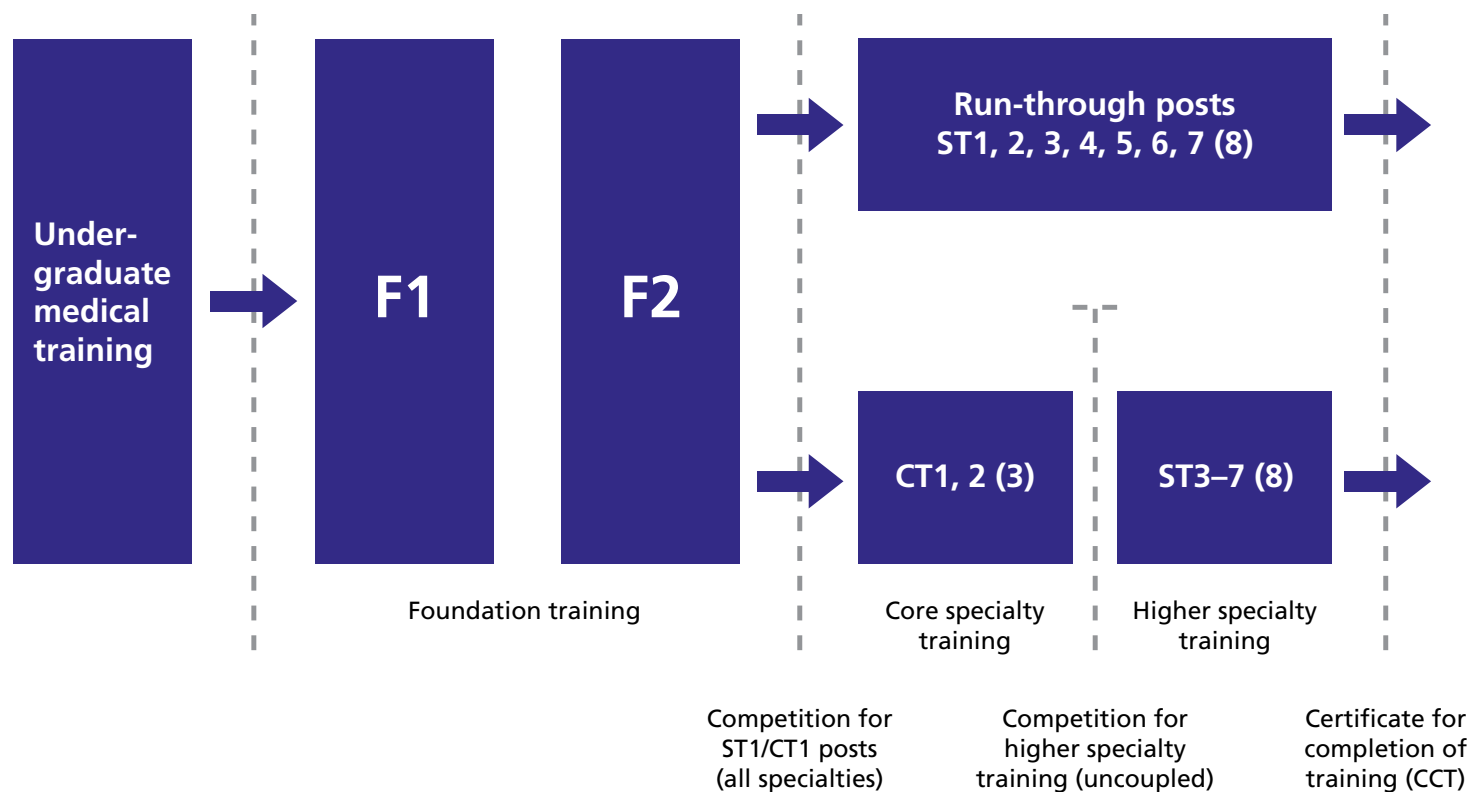 Under-
graduate
medical
training
F1
F2
Run-through posts
ST1, 2, 3, 4, 5, 6, 7 (8)
CT1, 2 (3)
ST3–7 (8)
Foundation training
Core specialty
training
Higher specialty
training
Competition for
ST1/CT1 posts
(all specialties)
Competition for
higher specialty
training (uncoupled)
Certificate for
completion of
training (CCT)